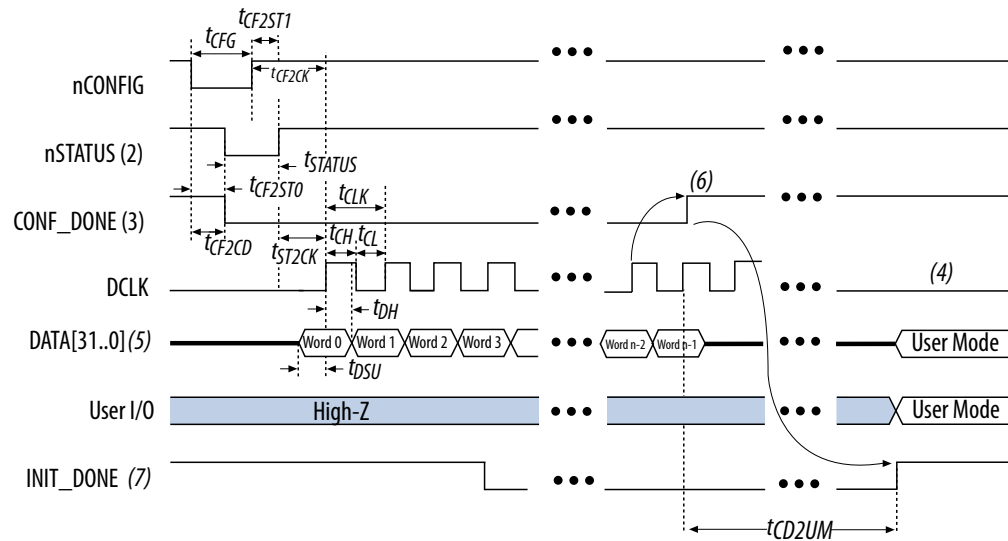 tCF2ST1
tCFG
nCONFIG
tCF2CK
nSTATUS (2)
tSTATUS
tCF2ST0
tCLK
(6)
CONF_DONE (3)
tCF2CD
tST2CK
tCH
tCL
DCLK
(4)
tDH
DATA[31..0](5)
Word 0
Word 1
Word 2
Word 3
Word n-2
Word n-1
User Mode
tDSU
User I/O
High-Z
User Mode
INIT_DONE (7)
tCD2UM